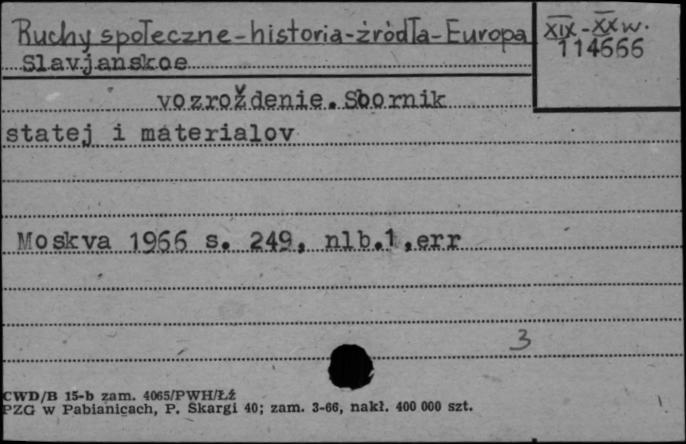 Ruchy społeczne-historia-źródła-Europa XIX-XX w.
114666
Slavjanskoe
vozroždenie. Sbornik
statej i materialov
Moskva 1966 s. 249, nlb.1,err
3
CWD/B 15-b zam. 4065/PWH/Łź
PZG w Pabianicach, P. Skargi 40; zam. 3-66, nakł. 400 000 szt.